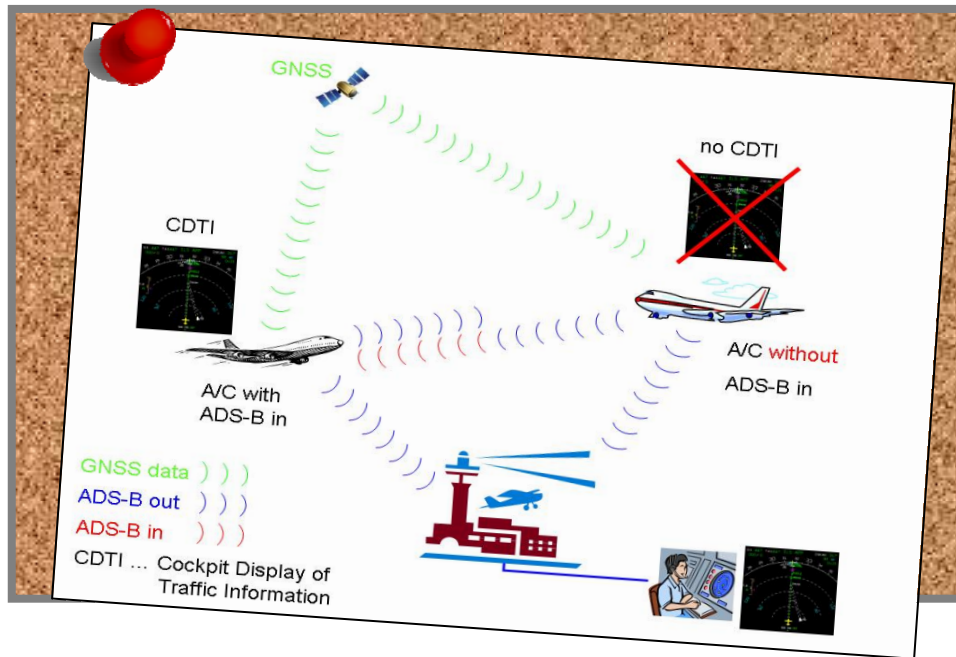 GNSS
no CDTI
CDTI
A/C without
ADS-B in
A/C with
ADS-B in
GNSS data
ADS-B out
ADS-B in
CDTI ... Cockpit Display of
Traffic Information